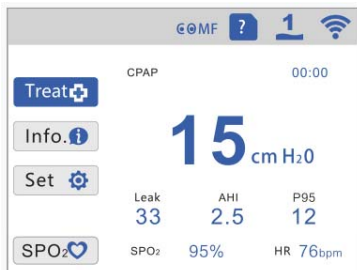 COMF ? 1
CPAP 00:00
Treat
Info.
15 cm H20
Set
Leak AHI P95
33 2.5 12
SPO2
SPO2 95% HR 76bpm